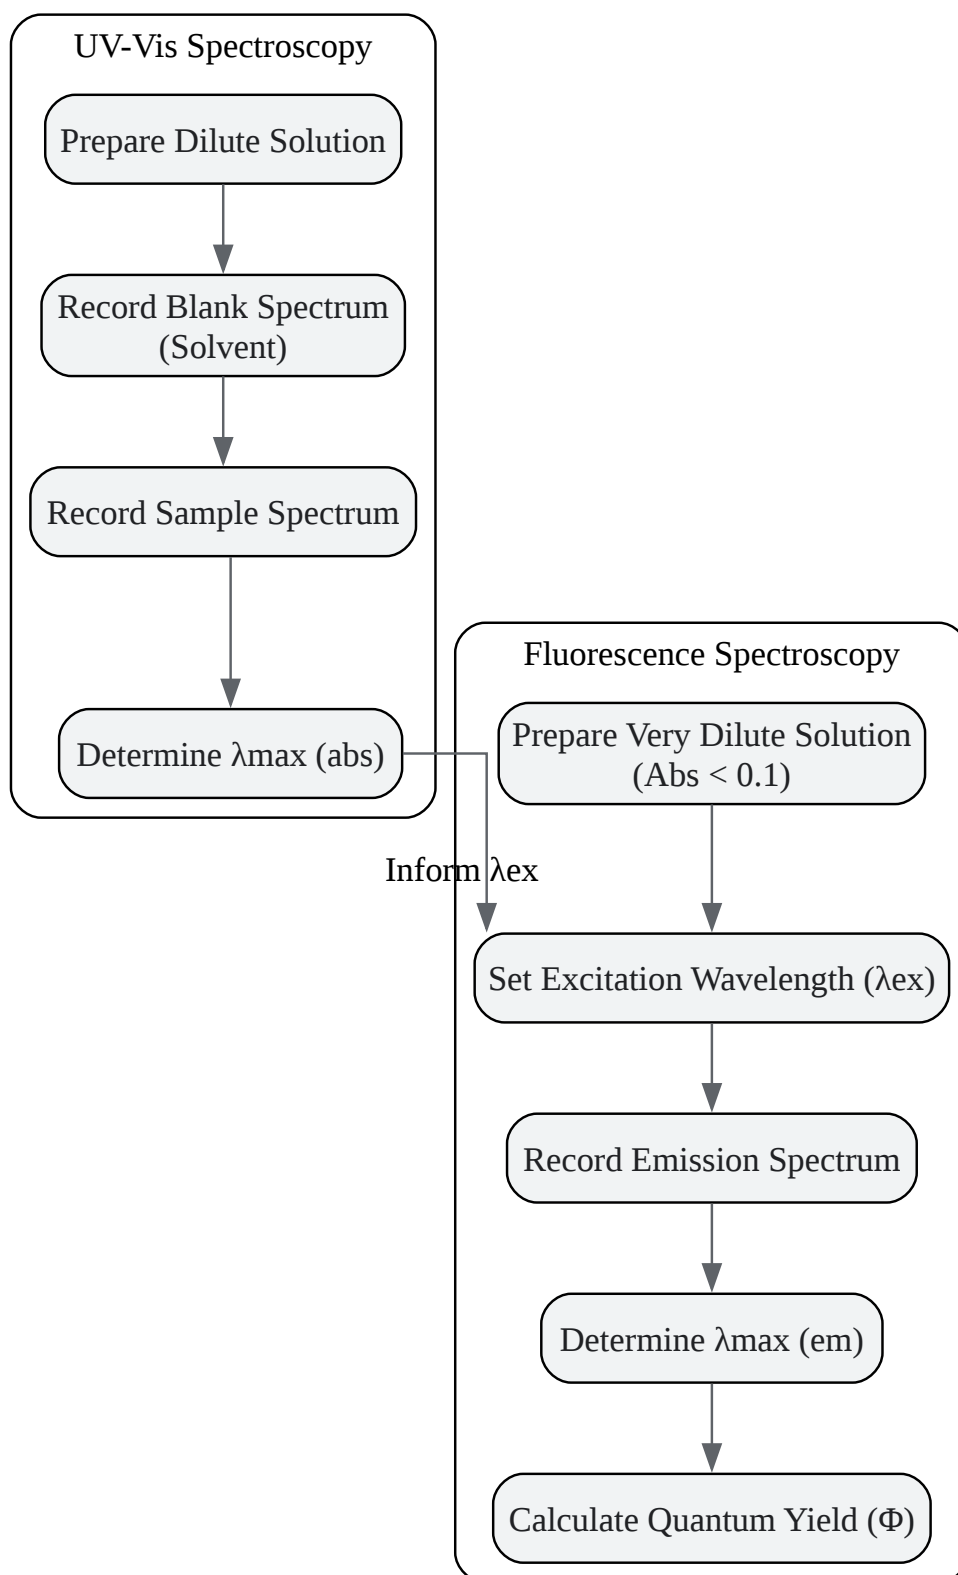 UV-Vis Spectroscopy
Prepare Dilute Solution
Record Blank Spectrum
(Solvent)
Record Sample Spectrum
Determine λmax (abs)
Inform λex
Fluorescence Spectroscopy
Prepare Very Dilute Solution
(Abs < 0.1)
Set Excitation Wavelength (λex)
Record Emission Spectrum
Determine λmax (em)
Calculate Quantum Yield (Φ)